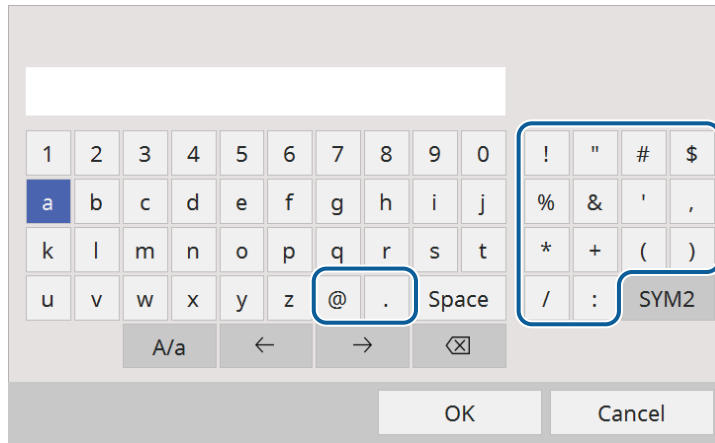 1 2 3 4 5 6 7 8 9 0 ! " # $
a b c d e f g h i j % & ' ,
k l m n o p q r s t * + ( )
u v w x y z @ . Space / : SYM2
A/a ← → ⌫
OK Cancel